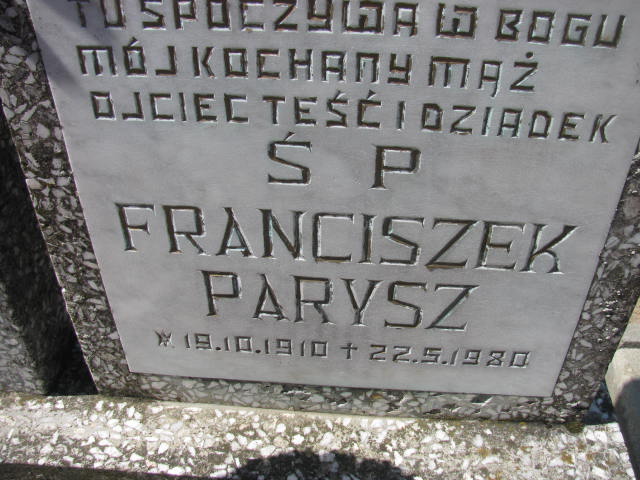 TU SPOCZYWA W BOGU
MÓJ KOCHANY MĄŻ
OJCIEC TEŚĆ I DZIADEK
Ś P
FRANCISZEK
PARYSZ
* 19.10.1910 + 22.5.1980